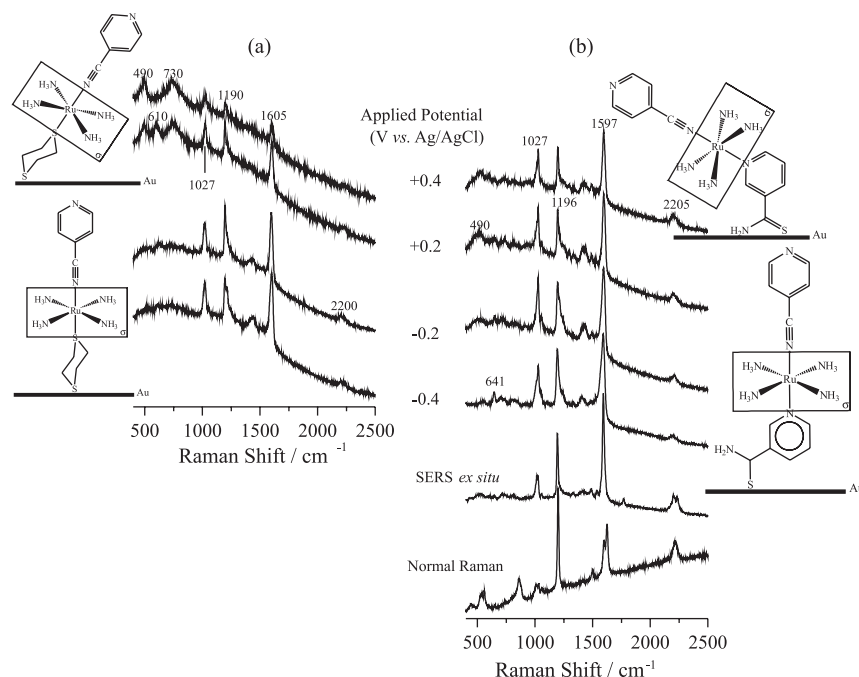 (a)
(b)
N
C
N
H3N
H3N
Ru
NH3
NH3
S
S
σ
Au
490
730
610
1190
1605
1027
2200
N
C
N
H3N
NH3
Ru
H3N
NH3
S
σ
S
Au
500 1000 1500 2000 2500
Raman Shift / cm-1
Applied Potential
(V vs. Ag/AgCl)
+0.4
+0.2
-0.2
-0.4
SERS ex situ
Normal Raman
1027
1597
1196
490
2205
641
500 1000 1500 2000 2500
Raman Shift / cm-1
N
C
N
NH3
NH3
σ
Ru
H3N
H3N
N
H2N
S
Au
N
C
N
H3N
NH3
Ru
H3N
NH3
N
σ
H2N
S
Au